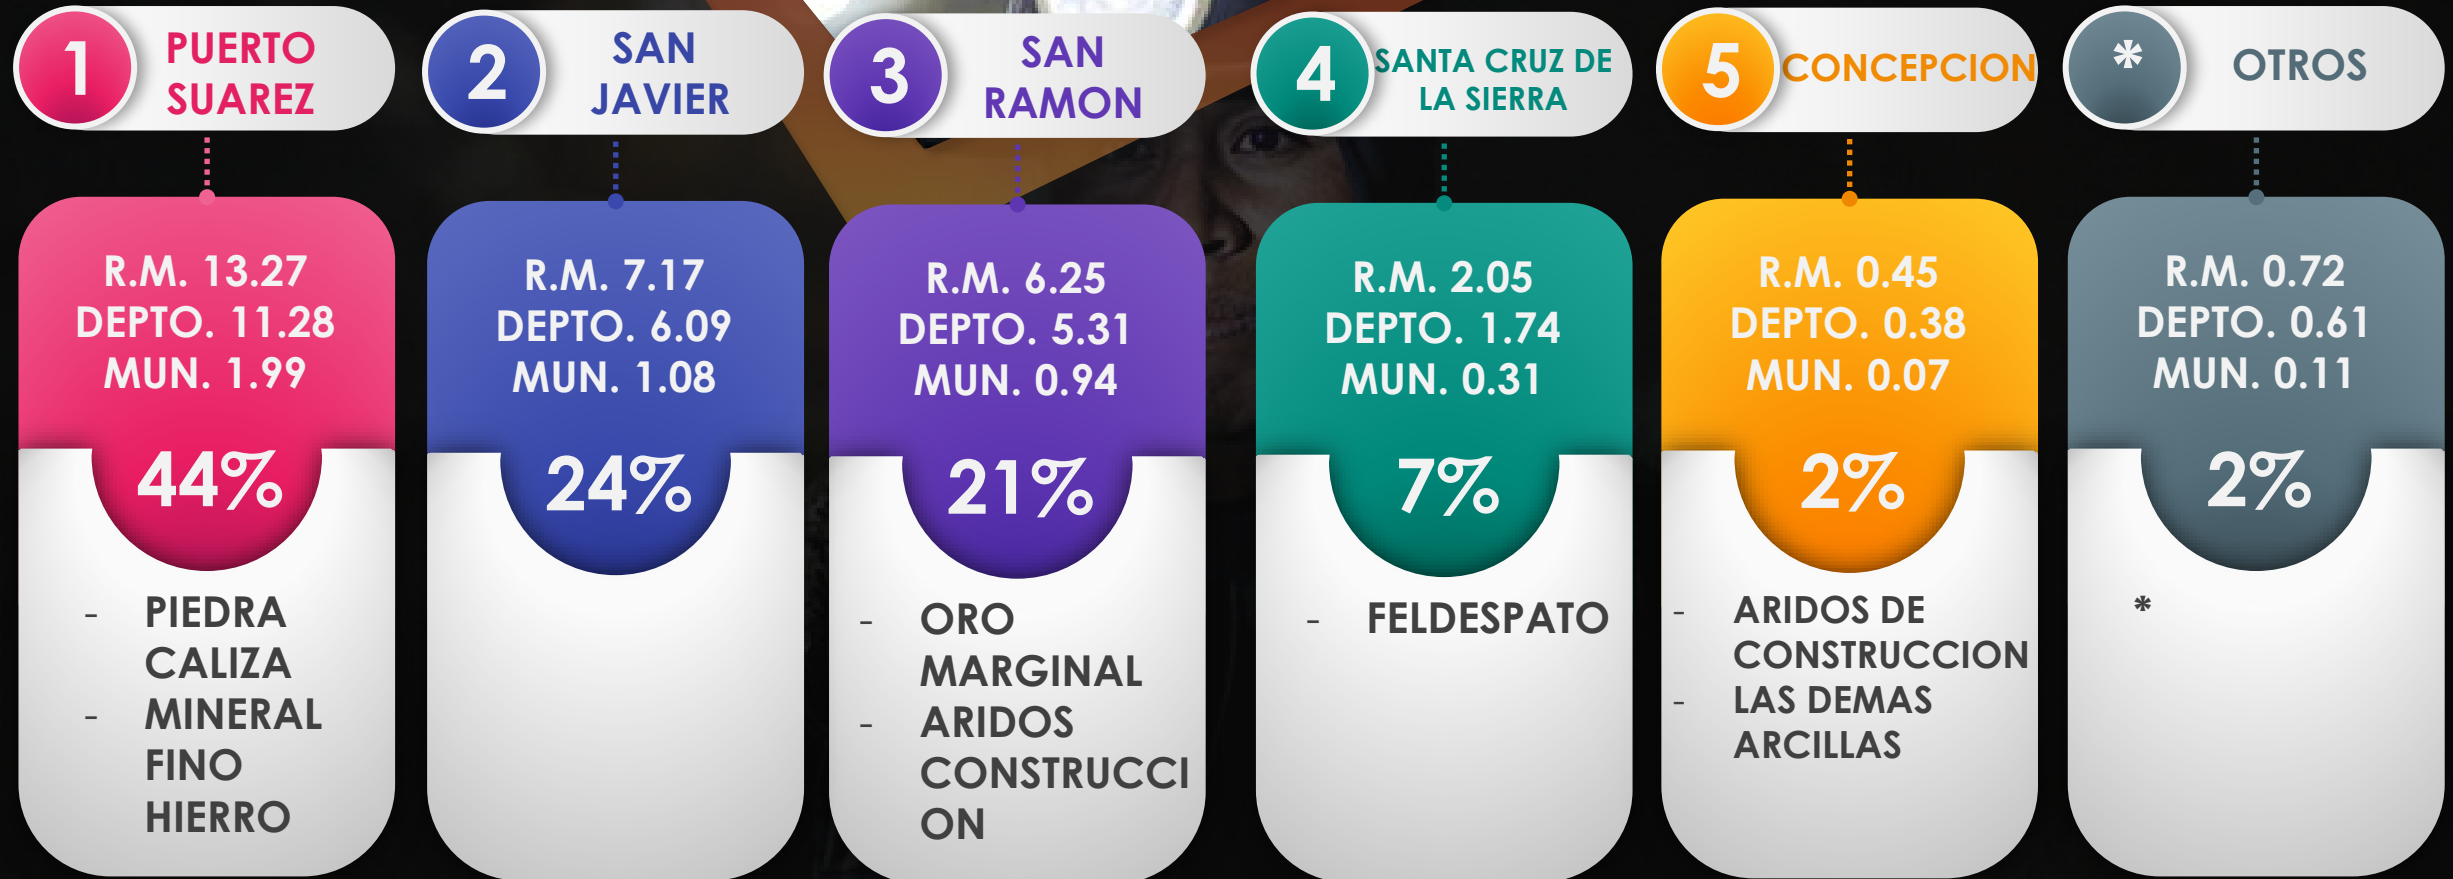 1
PUERTO
SUAREZ
R.M. 13.27
DEPTO. 11.28
MUN. 1.99
44%
- PIEDRA
CALIZA
- MINERAL
FINO
HIERRO
2
SAN
JAVIER
R.M. 7.17
DEPTO. 6.09
MUN. 1.08
24%
3
SAN
RAMON
R.M. 6.25
DEPTO. 5.31
MUN. 0.94
21%
- ORO
MARGINAL
- ARIDOS
CONSTRUCCI
ON
4
SANTA CRUZ DE
LA SIERRA
R.M. 2.05
DEPTO. 1.74
MUN. 0.31
7%
- FELDESPATO
5
CONCEPCION
R.M. 0.45
DEPTO. 0.38
MUN. 0.07
2%
- ARIDOS DE
CONSTRUCCION
- LAS DEMAS
ARCILLAS
*
OTROS
R.M. 0.72
DEPTO. 0.61
MUN. 0.11
2%
*